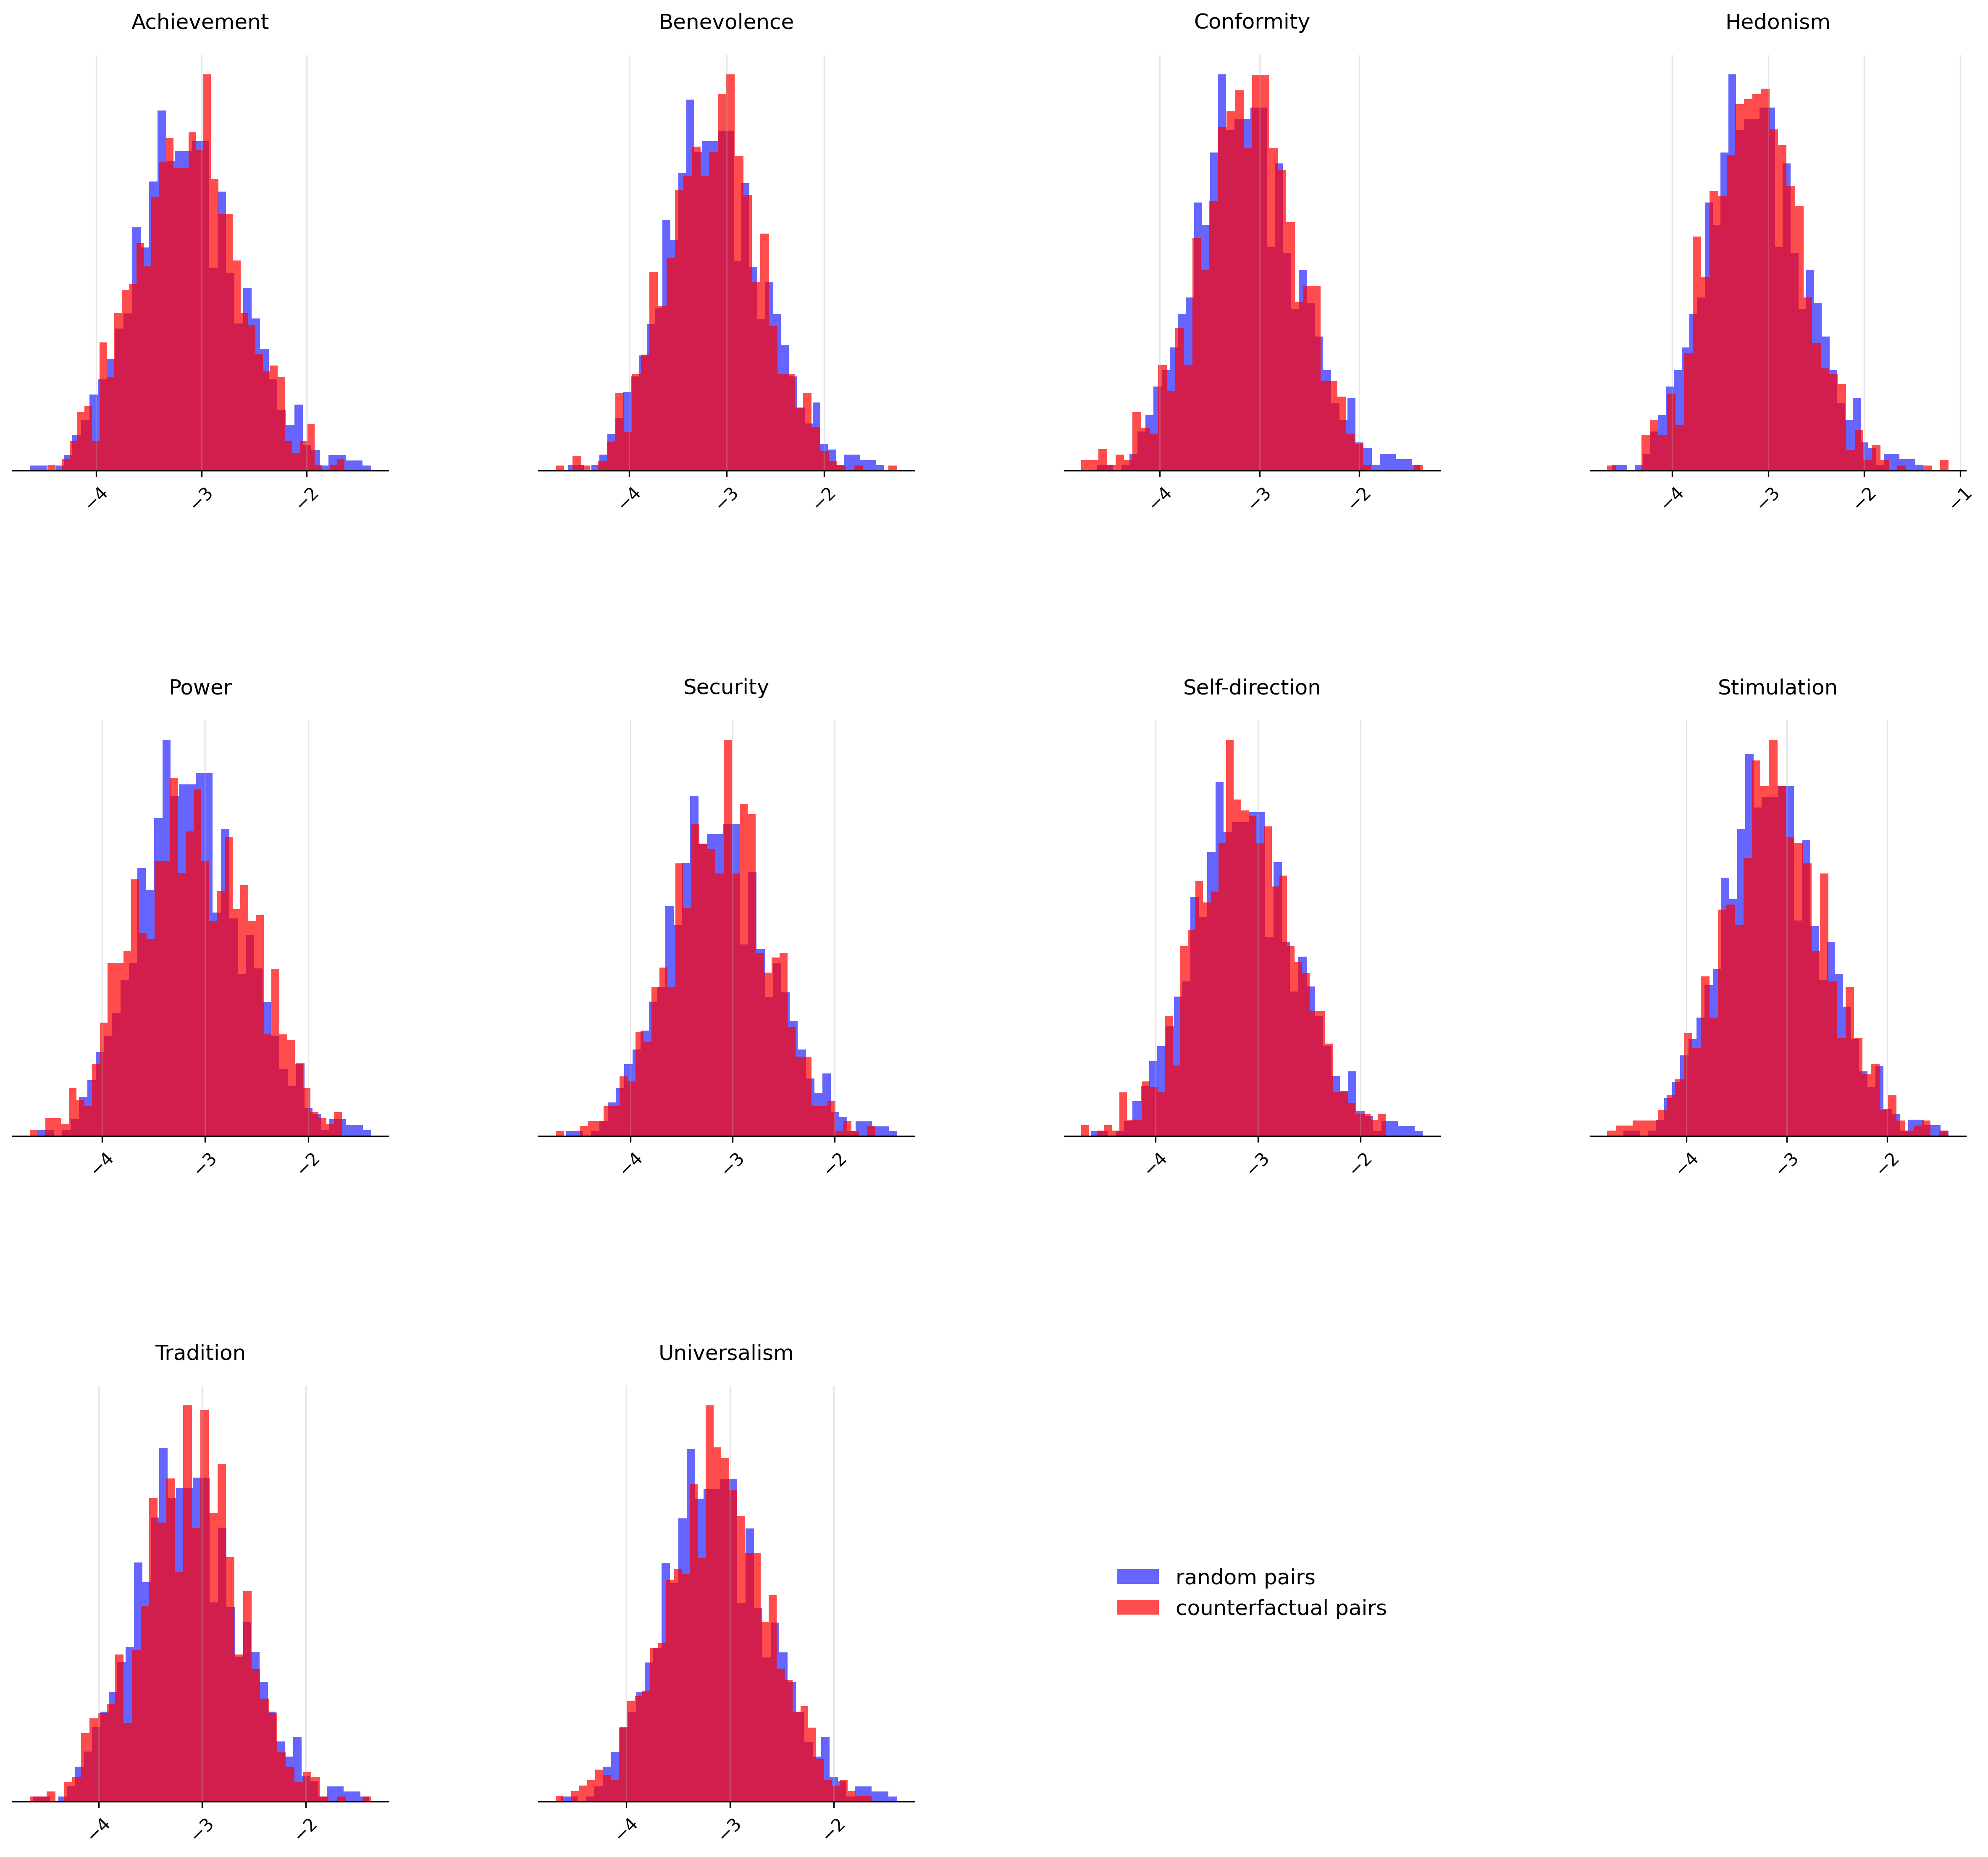 Achievement
Benevolence
Conformity
Hedonism
−4 −3 −2
−4 −3 −2
−4 −3 −2
−4 −3 −2 −1
Power
Security
Self-direction
Stimulation
−4 −3 −2
−4 −3 −2
−4 −3 −2
−4 −3 −2
Tradition
Universalism
−4 −3 −2
−4 −3 −2
random pairs
counterfactual pairs